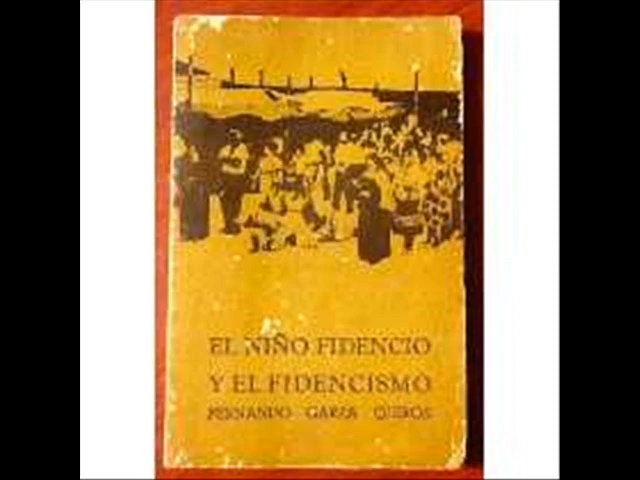 EL NIÑO FIDENCIO
Y EL FIDENCISMO
FERNANDO GARZA QUIROS